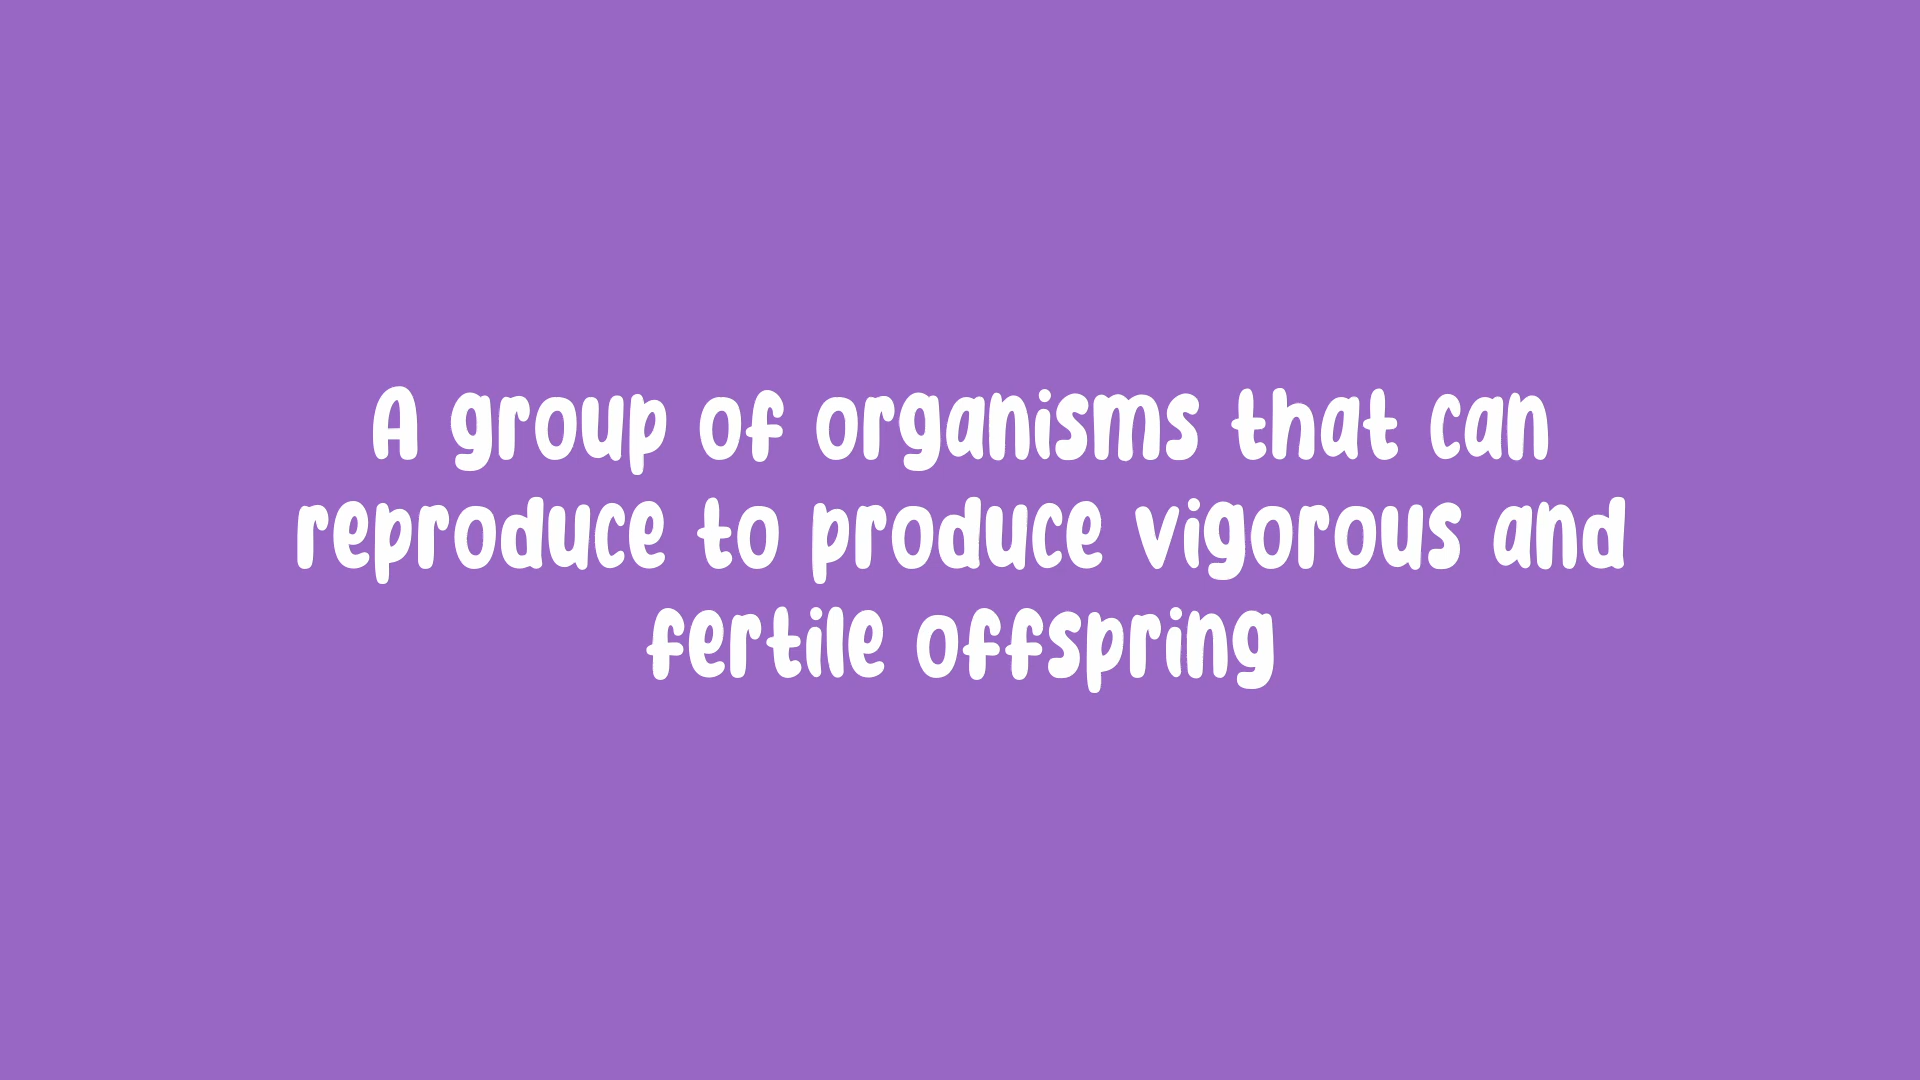 A group of organisms that can
reproduce to produce vigorous and
fertile offspring